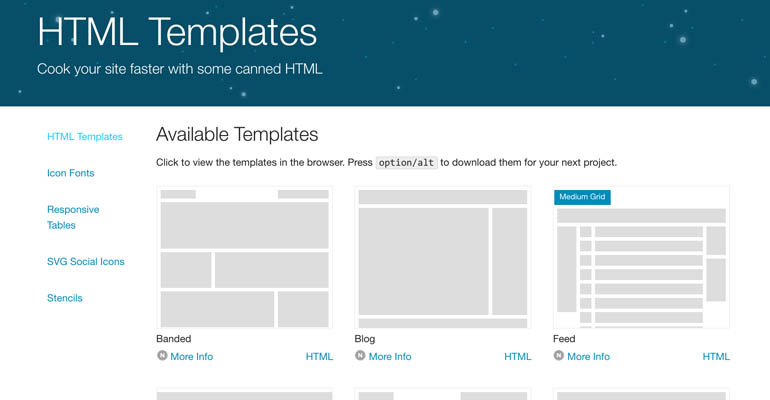 HTML Templates
Cook your site faster with some canned HTML
HTML Templates
Icon Fonts
Responsive
Tables
SVG Social Icons
Stencils
Available Templates
Click to view the templates in the browser. Press option/alt to download them for your next project.
Medium Grid
Banded
N More Info HTML
Blog
N More Info HTML
Feed
N More Info HTML